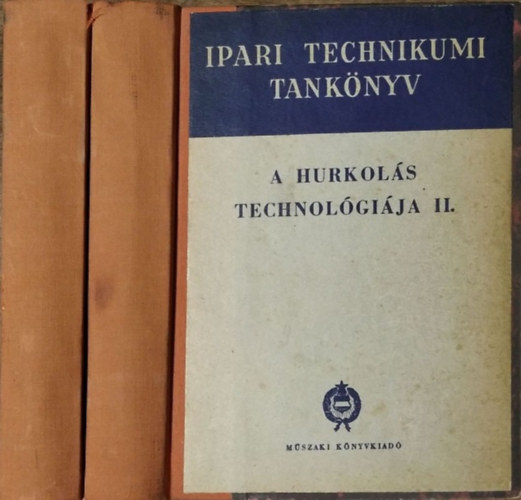 IPARI TECHNIKUMI
TANKÖNYV
A HURKOLÁS
TECHNOLÓGIÁJA II.
MŰSZAKI KÖNYVKIADÓ